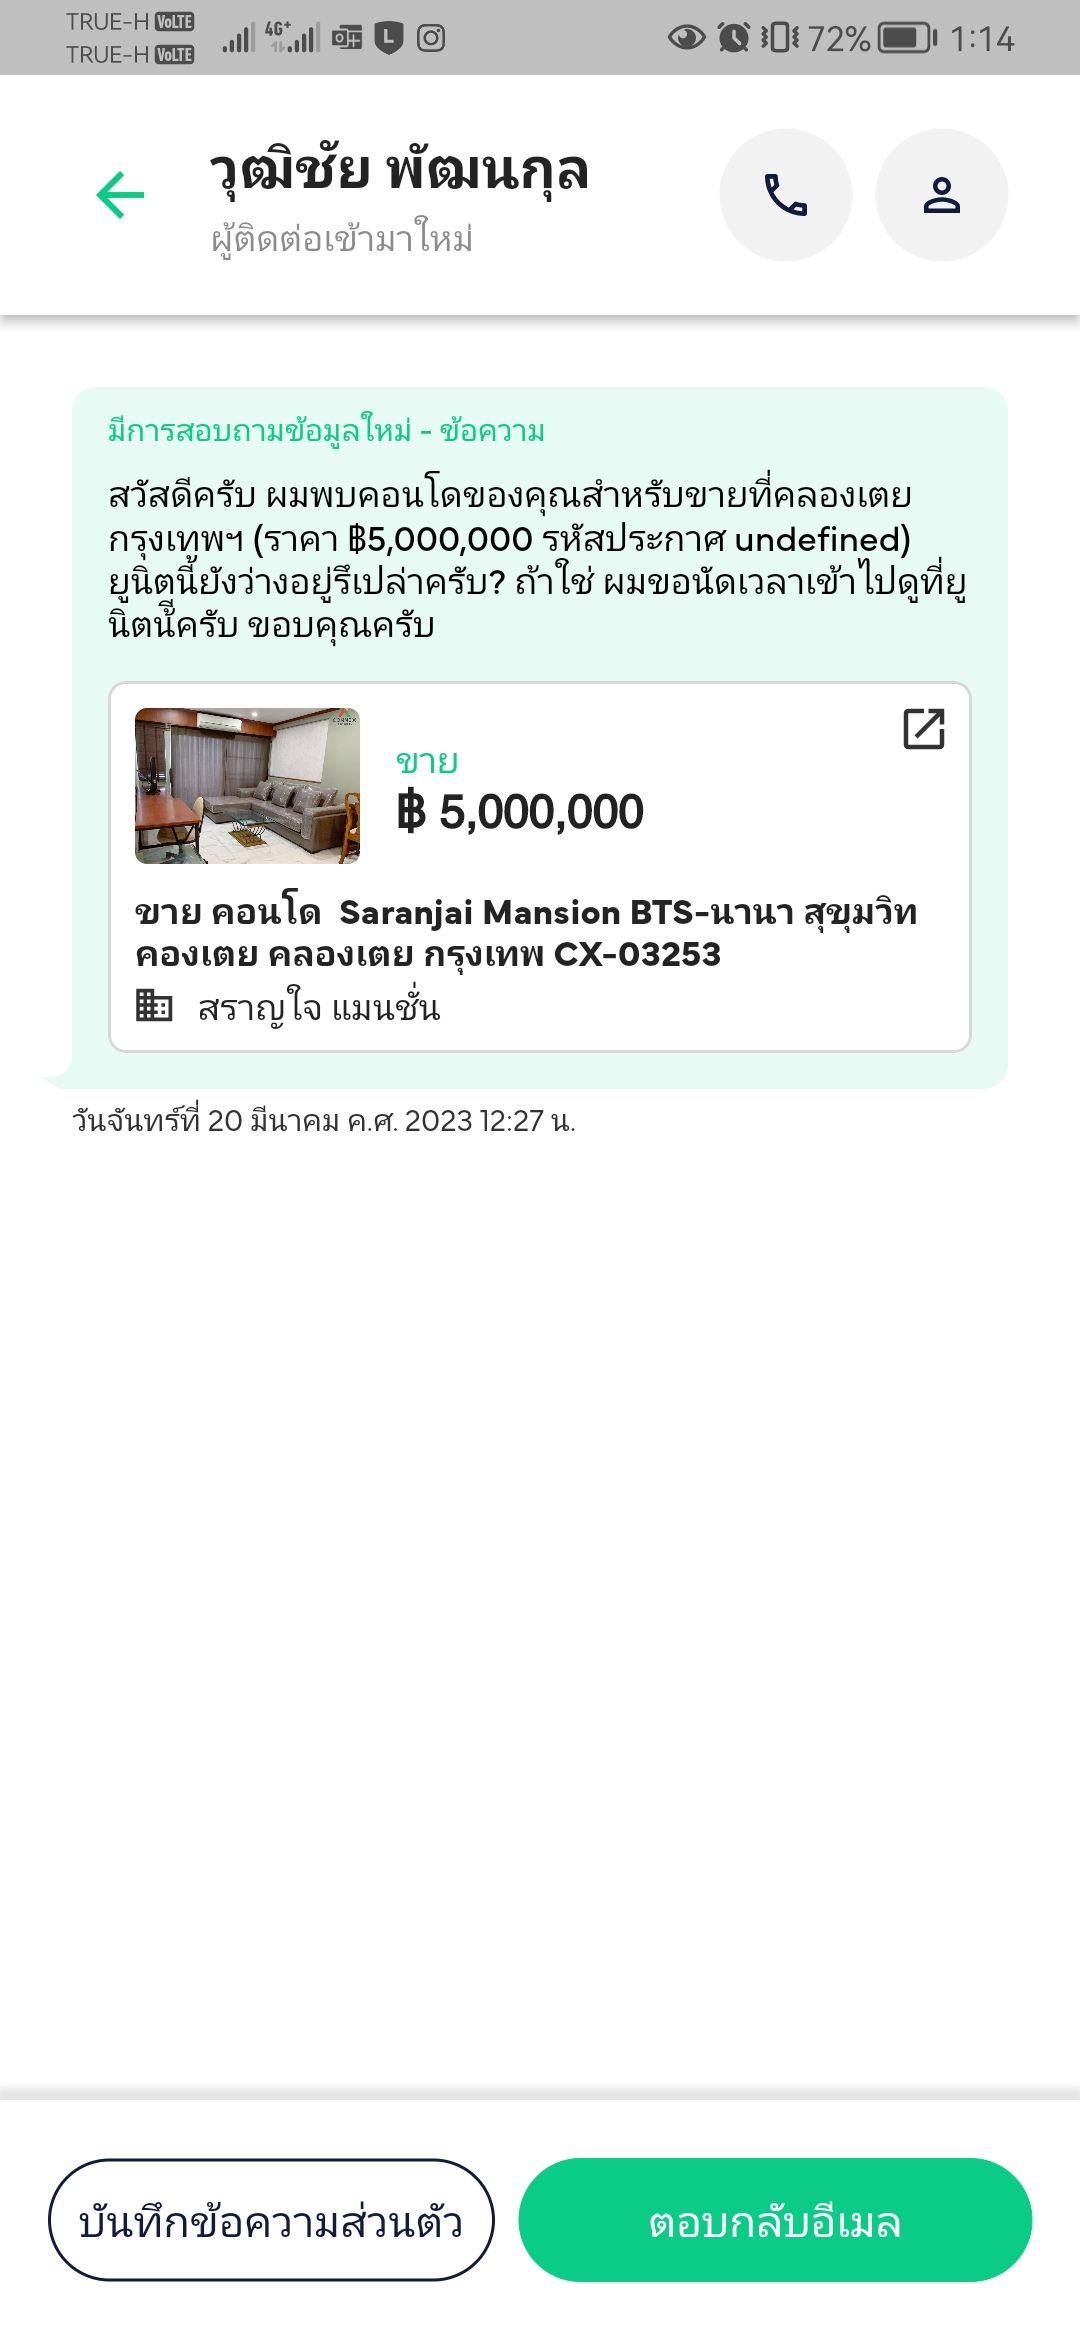 TRUE-H VoLTE
TRUE-H VoLTE
4G+
72% 1:14
วุฒิชัย พัฒนกุล
ผู้ติดต่อเข้ามาใหม่
มีการสอบถามข้อมูลใหม่ - ข้อความ
สวัสดีครับ ผมพบคอนโดของคุณสำหรับขายที่คลองเตย
กรุงเทพฯ (ราคา ฿5,000,000 รหัสประกาศ undefined)
ยูนิตนี้ยังว่างอยู่รึเปล่าครับ? ถ้าใช่ ผมขอนัดเวลาเข้าไปดูที่ยู
นิตนี้ครับ ขอบคุณครับ
ขาย
฿ 5,000,000
ขาย คอนโด Saranjai Mansion BTS-นานา สุขุมวิท
คองเตย คลองเตย กรุงเทพ CX-03253
สราญใจ แมนชั่น
วันจันทร์ที่ 20 มีนาคม ค.ศ. 2023 12:27 น.
บันทึกข้อความส่วนตัว
ตอบกลับอีเมล